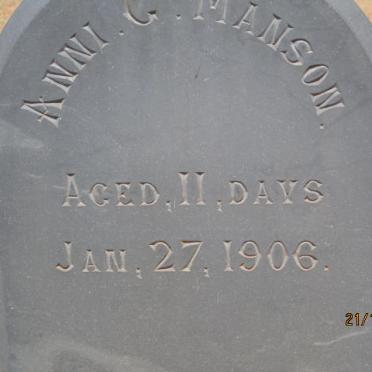 ANNI. G. MANSON.
AGED, 11, DAYS
JAN, 27, 1906.
21/